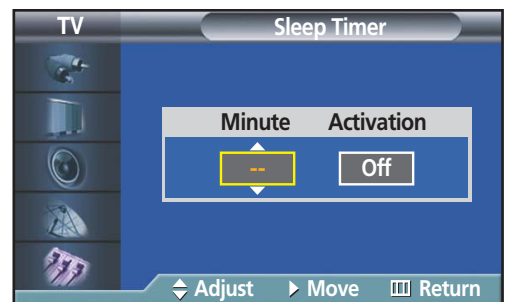 TV Sleep Timer
Minute Activation
-- Off
Adjust Move Return